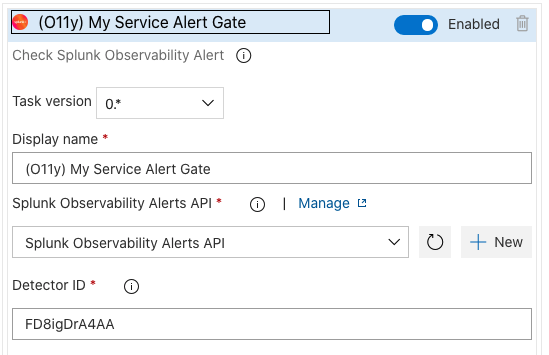 (O11y) My Service Alert Gate Enabled
Check Splunk Observability Alert
Task version 0.*
Display name *
(O11y) My Service Alert Gate
Splunk Observability Alerts API * | Manage
Splunk Observability Alerts API New
Detector ID *
FD8igDrA4AA